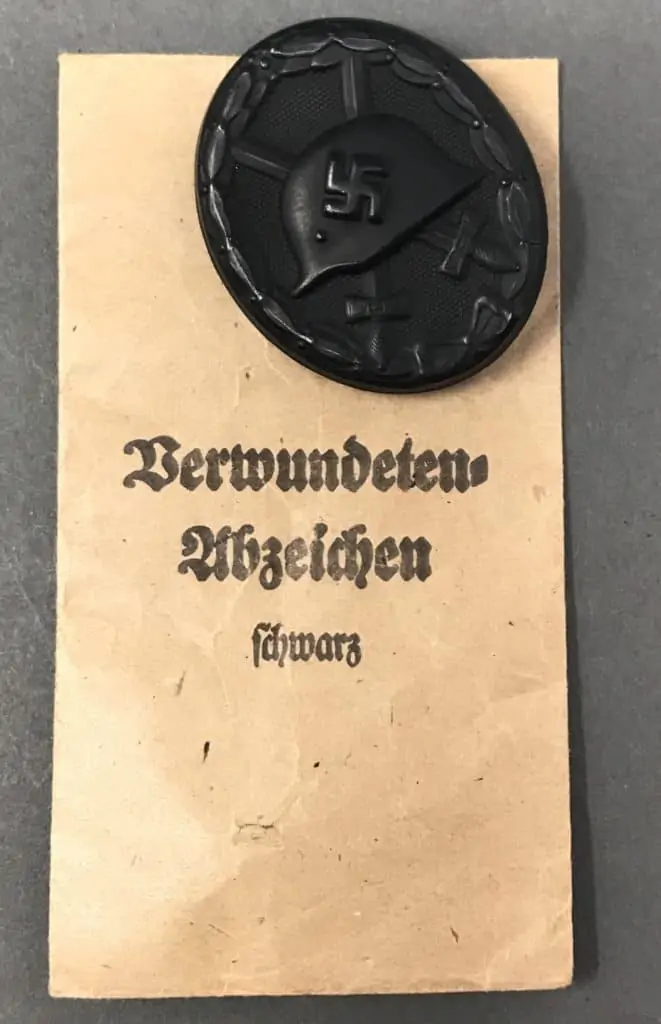 Verwundeten-
Abzeichen
schwarz